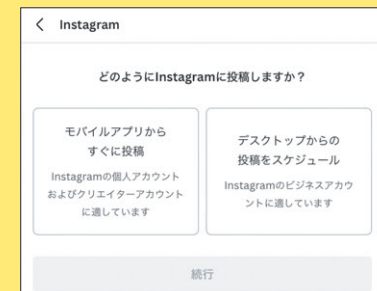 Instagram
どのようにInstagramに投稿しますか？
モバイルアプリから
すぐに投稿
Instagramの個人アカウント
およびクリエイターアカウント
に適しています
デスクトップからの
投稿をスケジュール
Instagramのビジネスアカウ
ントに適しています
続行